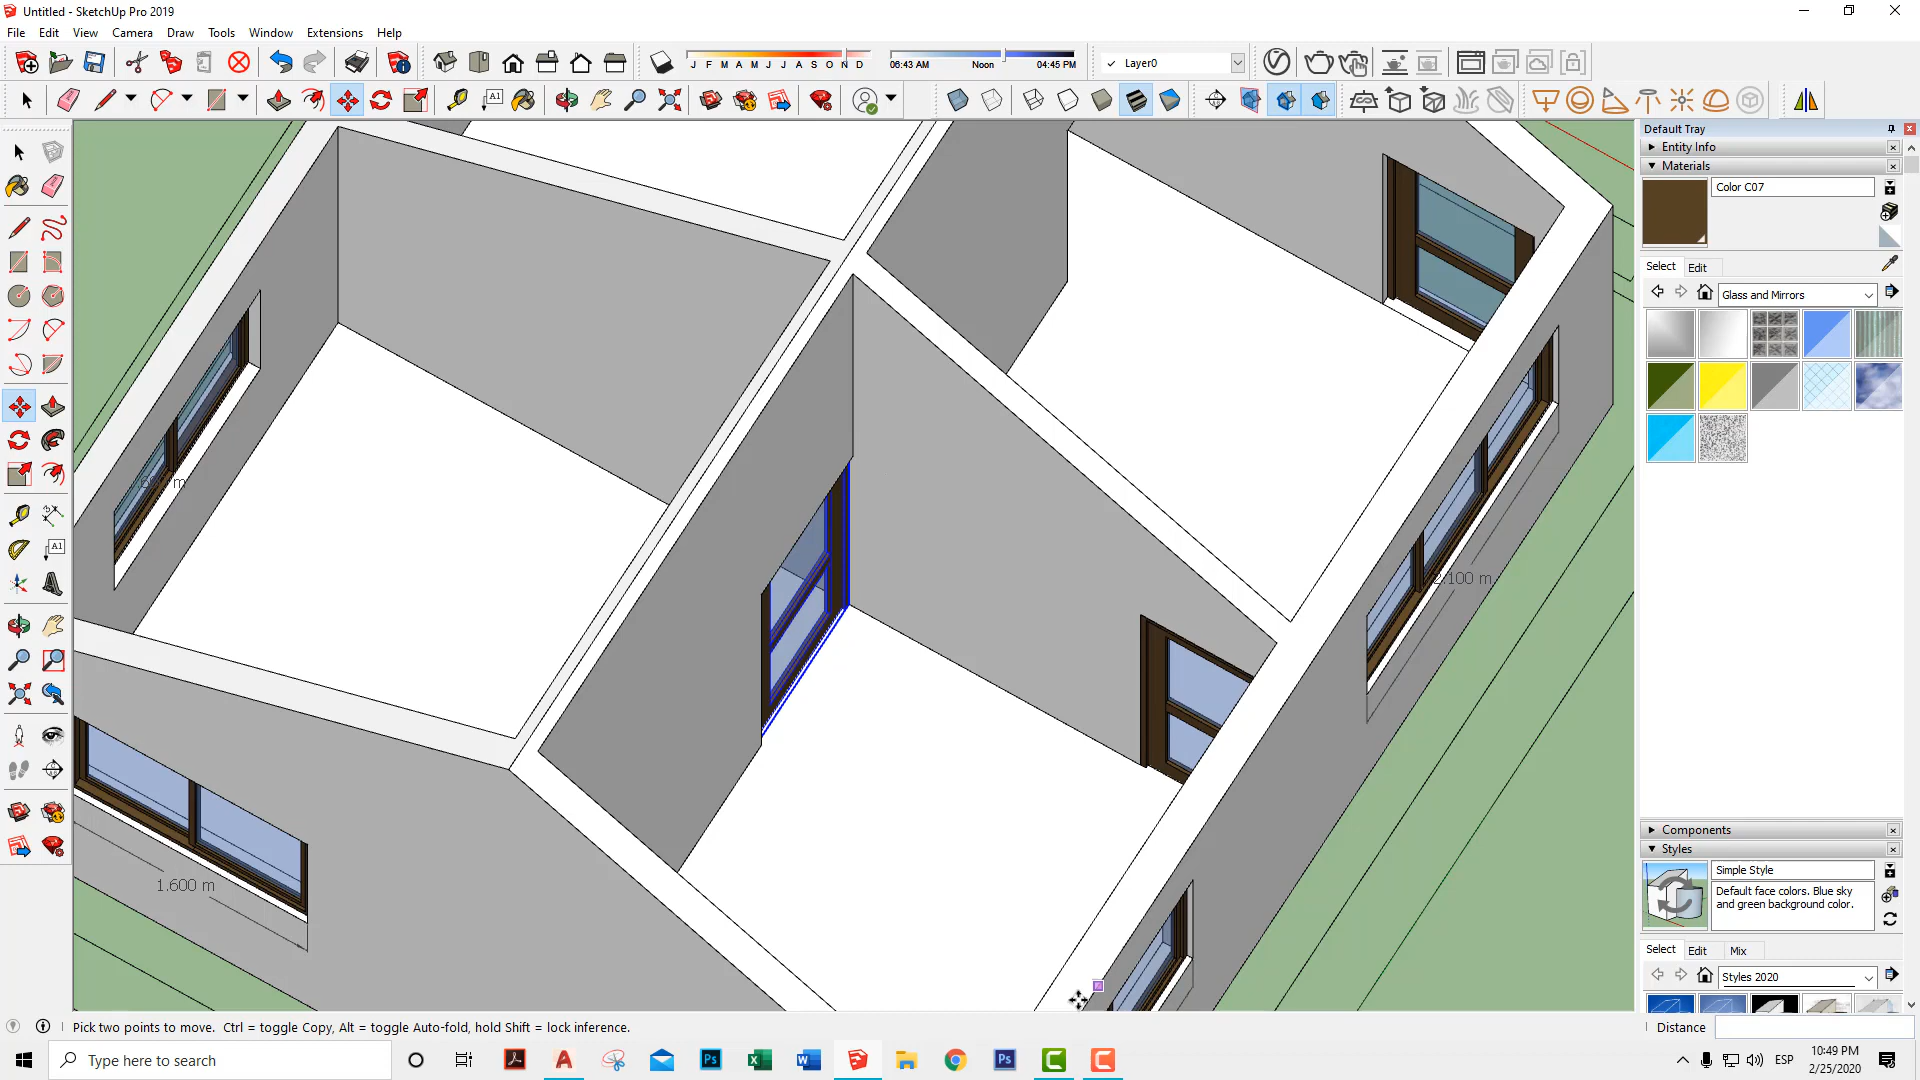 Untitled - SketchUp Pro 2019
File Edit View Camera Draw Tools Window Extensions Help
J F M A M J J A S O N D
06:43 AM Noon 04:45 PM
Layer0
A1
Default Tray
Entity Info
Materials
Color C07
Select Edit
Glass and Mirrors
A1
2.100 m
1.600 m
Components
Styles
Simple Style
Default face colors. Blue sky
and green background color.
Select Edit Mix
Styles 2020
Pick two points to move. Ctrl = toggle Copy, Alt = toggle Auto-fold, hold Shift = lock inference.
Distance
Type here to search
ESP
10:49 PM
2/25/2020